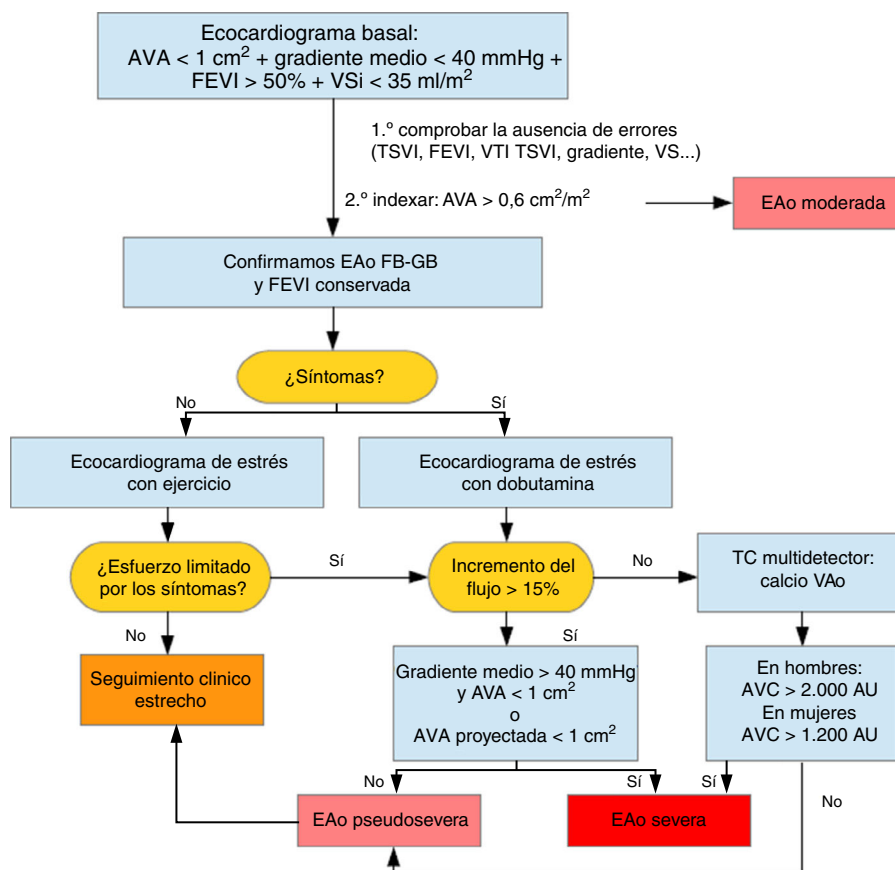 Ecocardiograma basal:
AVA < 1 cm² + gradiente medio < 40 mmHg +
FEVI > 50% + VSi < 35 ml/m²
1.º comprobar la ausencia de errores
(TSVI, FEVI, VTI TSVI, gradiente, VS...)
2.º indexar: AVA > 0,6 cm²/m²
EAo moderada
Confirmamos EAo FB-GB
y FEVI conservada
¿Síntomas?
No
Sí
Ecocardiograma de estrés
con ejercicio
Ecocardiograma de estrés
con dobutamina
¿Esfuerzo limitado
por los síntomas?
Sí
Incremento del
flujo > 15%
No
TC multidetector:
calcio VAo
No
Sí
Seguimiento clinico
estrecho
Gradiente medio > 40 mmHg
y AVA < 1 cm²
o
AVA proyectada < 1 cm²
En hombres:
AVC > 2.000 AU
En mujeres
AVC > 1.200 AU
No
Sí
Sí
No
EAo pseudosevera
EAo severa